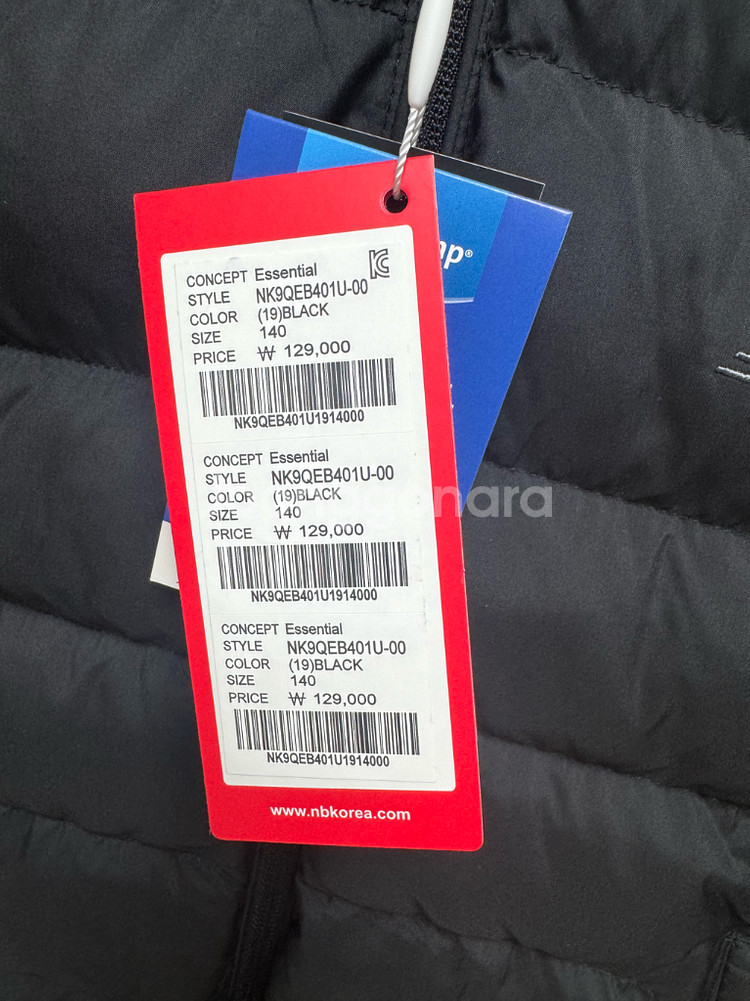 CONCEPT Essential
STYLE NK9QEB401U-00
COLOR (19)BLACK
SIZE 140
PRICE ₩ 129,000
NK9QEB401U1914000
CONCEPT Essential
STYLE NK9QEB401U-00
COLOR (19)BLACK
SIZE 140
PRICE ₩ 129,000
NK9QEB401U1914000
CONCEPT Essential
STYLE NK9QEB401U-00
COLOR (19)BLACK
SIZE 140
PRICE ₩ 129,000
NK9QEB401U1914000
www.nbkorea.com